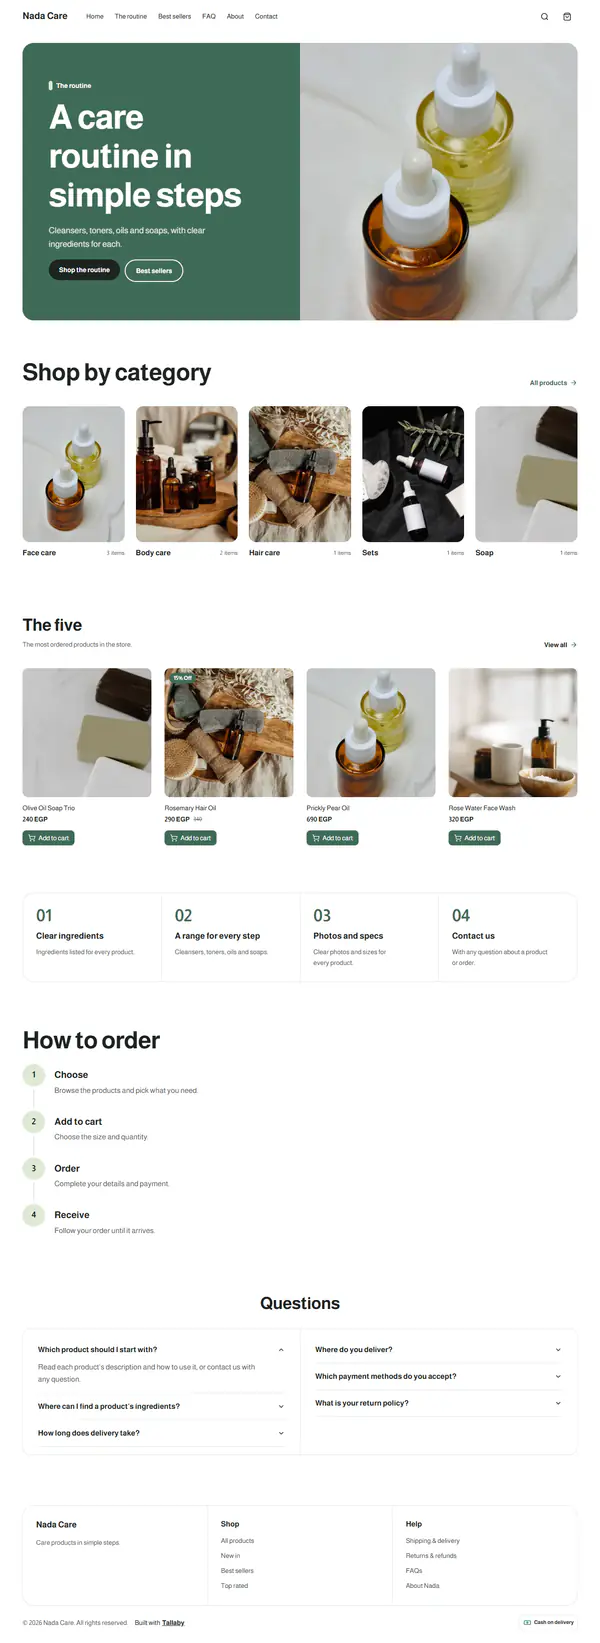 Nada Care
Home
The routine
Best sellers
FAQ
About
Contact
The routine
A care
routine in
simple steps
Cleansers, toners, oils and soaps, with clear
ingredients for each.
Shop the routine
Best sellers
Shop by category
All products
Face care
3 items
Body care
2 items
Hair care
1 items
Sets
1 items
Soap
1 items
The five
The most ordered products in the store.
View all
15% Off
Olive Oil Soap Trio
240 EGP
Add to cart
Rosemary Hair Oil
290 EGP 340
Add to cart
Prickly Pear Oil
690 EGP
Add to cart
Rose Water Face Wash
320 EGP
Add to cart
01
Clear ingredients
Ingredients listed for every product.
02
A range for every step
Cleansers, toners, oils and soaps.
03
Photos and specs
Clear photos and sizes for
every product.
04
Contact us
With any question about a product
or order.
How to order
1
Choose
Browse the products and pick what you need.
2
Add to cart
Choose the size and quantity.
3
Order
Complete your details and payment.
4
Receive
Follow your order until it arrives.
Questions
Which product should I start with?
Read each product's description and how to use it, or contact us with
any question.
Where can I find a product's ingredients?
How long does delivery take?
Where do you deliver?
Which payment methods do you accept?
What is your return policy?
Nada Care
Care products in simple steps.
Shop
All products
New in
Best sellers
Top rated
Help
Shipping & delivery
Returns & refunds
FAQs
About Nada
© 2026 Nada Care. All rights reserved.
Built with Tallaby
Cash on delivery